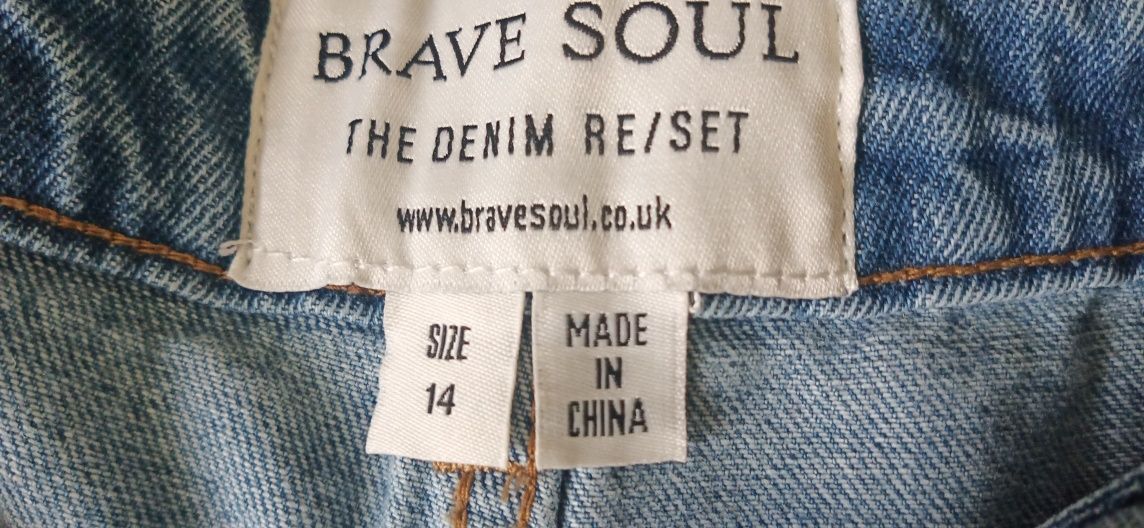 BRAVE SOUL
THE DENIM RE/SET
www.bravesoul.co.uk
SIZE
14
MADE
IN
CHINA